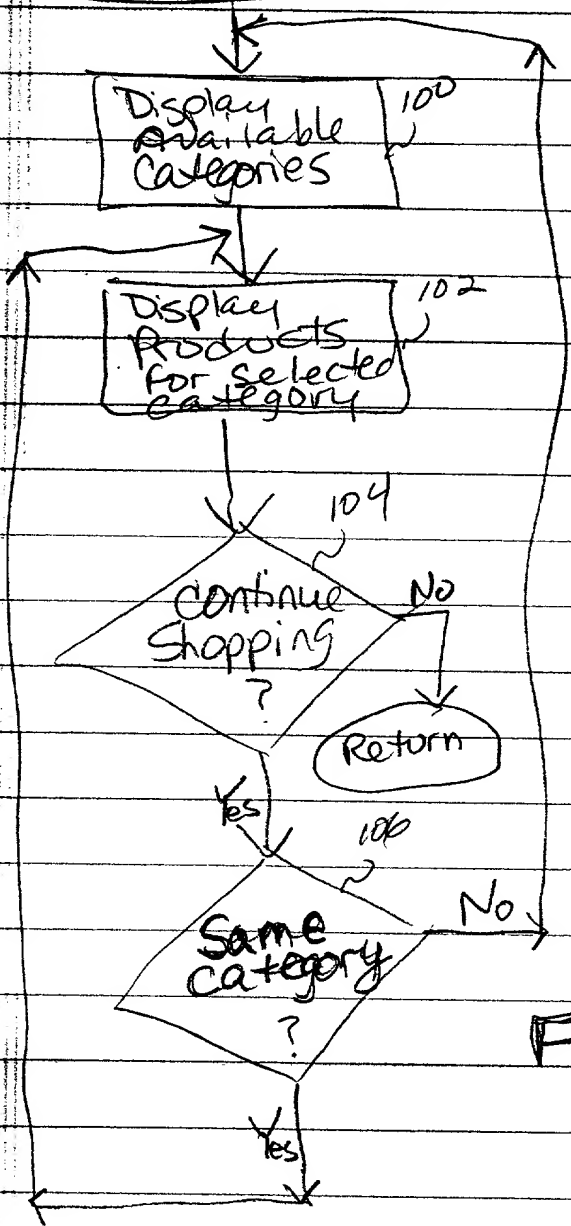 Display
Available
Categories
100
Display
Products
for selected
category
102
104
Continue
Shopping
?
No
Return
Yes
106
Same
category
?
No
Yes